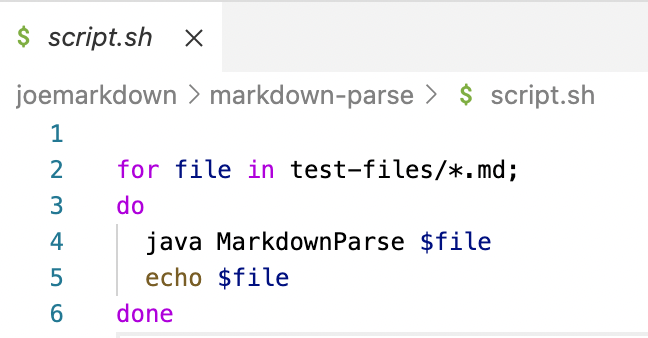 $ script.sh ×
joemarkdown > markdown-parse > $ script.sh
1
2 for file in test-files/*.md;
3 do
4 java MarkdownParse $file
5 echo $file
6 done